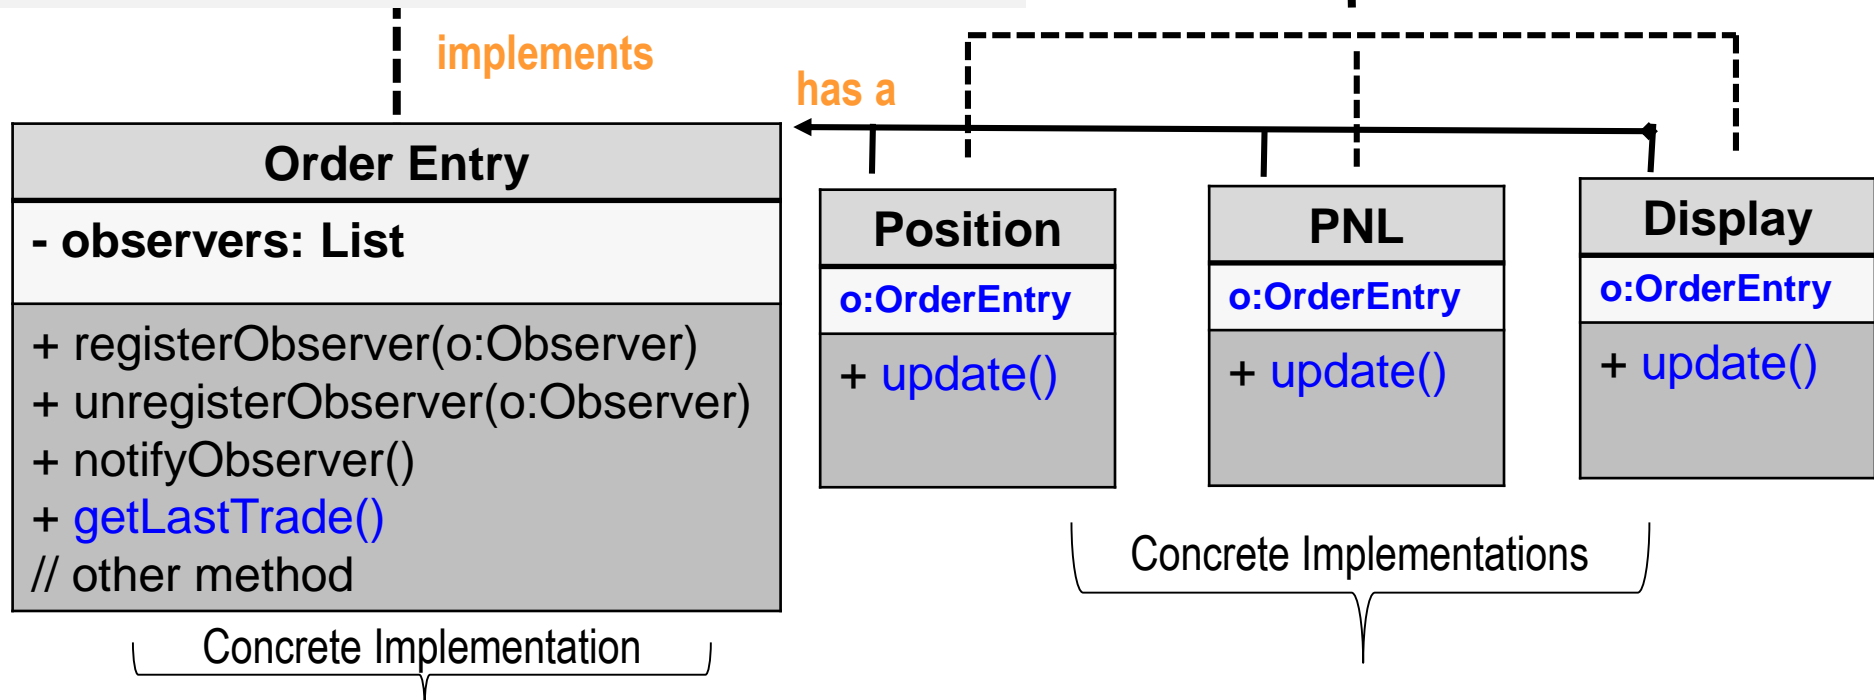 implements
has a
Order Entry
- observers: List
+ registerObserver(o:Observer)
+ unregisterObserver(o:Observer)
+ notifyObserver()
+ getLastTrade()
// other method
Concrete Implementation
Position
o:OrderEntry
+ update()
PNL
o:OrderEntry
+ update()
Display
o:OrderEntry
+ update()
Concrete Implementations